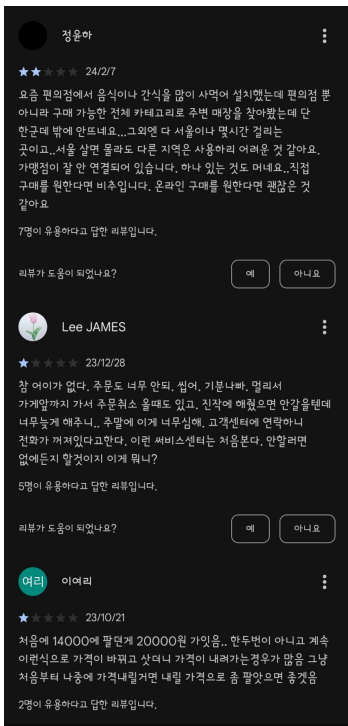 정윤하
24/2/7
요즘 편의점에서 음식이나 간식을 많이 사먹어 설치했는데 편의점 뿐
아니라 구매 가능한 전체 카테고리로 주변 매장을 찾아봤는데 단
한군데 밖에 안뜨네요...그외엔 다 서울이나 몇시간 걸리는
곳이고..서울 살면 몰라도 다른 지역은 사용하리 어려운 것 같아요.
가맹점이 잘 안 연결되어 있습니다. 하나 있는 것도 머네요..직접
구매를 원한다면 비추입니다. 온라인 구매를 원한다면 괜찮은 것
같아요
7명이 유용하다고 답한 리뷰입니다.
리뷰가 도움이 되었나요?
예
아니요
Lee JAMES
23/12/28
참 어이가 없다. 주문도 너무 안되. 씹어. 기분나빠. 멀리서
가게앞까지 가서 주문취소 올때도 있고. 진작에 해줬으면 안갈을텐데
너무늦게 해주니.. 주말에 이게 너무심해. 고객센터에 연락하니
전화가 꺼져있다고한다. 이런 써비스센터는 처음본다. 안할려면
없에든지 할것이지 이게 뭐니?
5명이 유용하다고 답한 리뷰입니다.
리뷰가 도움이 되었나요?
예
아니요
여리
이여리
23/10/21
처음에 14000에 팔던게 20000원 가잇음.. 한두번이 아니고 계속
이런식으로 가격이 바뀌고 삿더니 가격이 내려가는경우가 많음 그냥
처음부터 나중에 가격내릴거면 내릴 가격으로 좀 팔앗으면 좋겟음
2명이 유용하다고 답한 리뷰입니다.